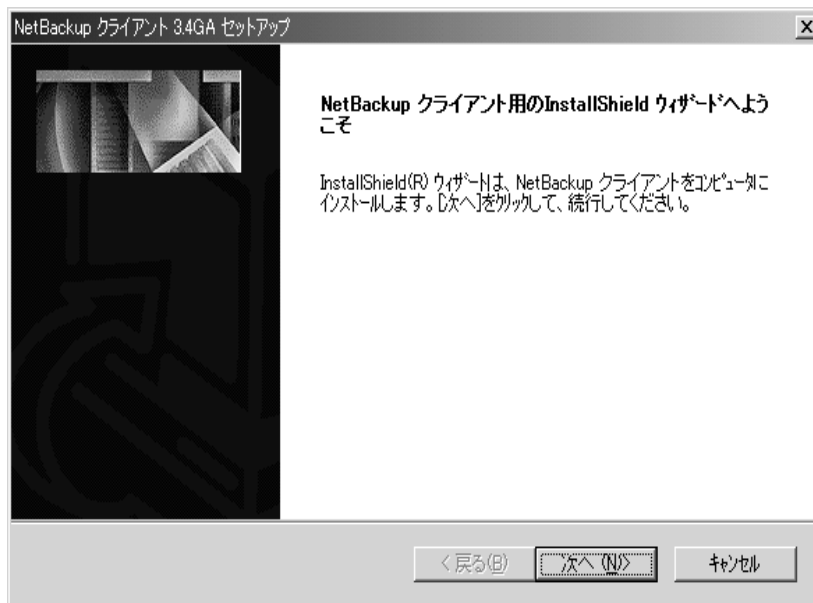 NetBackup クライアント 3.4GA セットアップ
NetBackup クライアント用のInstallShield ウィザードへよう
こそ
InstallShield(R) ウィザードは、NetBackup クライアントをコンピュータに
インストールします。[次へ]をクリックして、続行してください。
< 戻る(B)
次へ (N)>
キャンセル